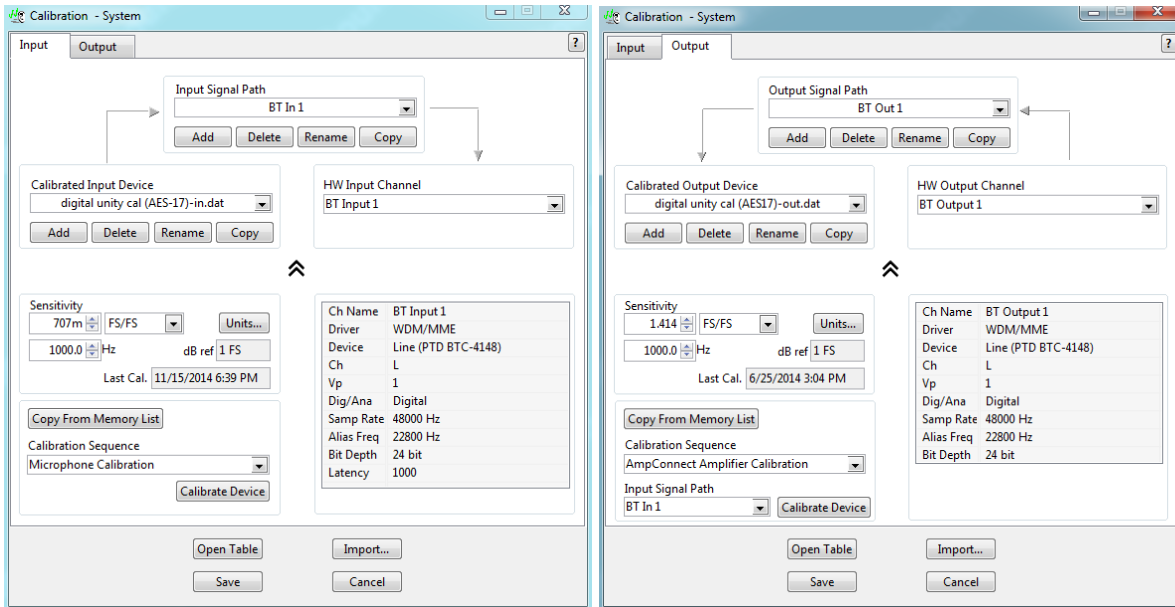 Calibration - System
Input Output ?
Input Signal Path
BT In 1
Add Delete Rename Copy
Calibrated Input Device
digital unity cal (AES-17)-in.dat
Add Delete Rename Copy
HW Input Channel
BT Input 1
Sensitivity
707m FS/FS Units...
1000.0 Hz dB ref 1 FS
Last Cal. 11/15/2014 6:39 PM
Copy From Memory List
Calibration Sequence
Microphone Calibration
Calibrate Device
Ch Name BT Input 1
Driver WDM/MME
Device Line (PTD BTC-4148)
Ch L
Vp 1
Dig/Ana Digital
Samp Rate 48000 Hz
Alias Freq 22800 Hz
Bit Depth 24 bit
Latency 1000
Open Table Import...
Save Cancel
Calibration - System
Input Output ?
Output Signal Path
BT Out 1
Add Delete Rename Copy
Calibrated Output Device
digital unity cal (AES17)-out.dat
Add Delete Rename Copy
HW Output Channel
BT Output 1
Sensitivity
1.414 FS/FS Units...
1000.0 Hz dB ref 1 FS
Last Cal. 6/25/2014 3:04 PM
Copy From Memory List
Calibration Sequence
AmpConnect Amplifier Calibration
Input Signal Path
BT In 1 Calibrate Device
Ch Name BT Output 1
Driver WDM/MME
Device Line (PTD BTC-4148)
Ch L
Vp 1
Dig/Ana Digital
Samp Rate 48000 Hz
Alias Freq 22800 Hz
Bit Depth 24 bit
Open Table Import...
Save Cancel